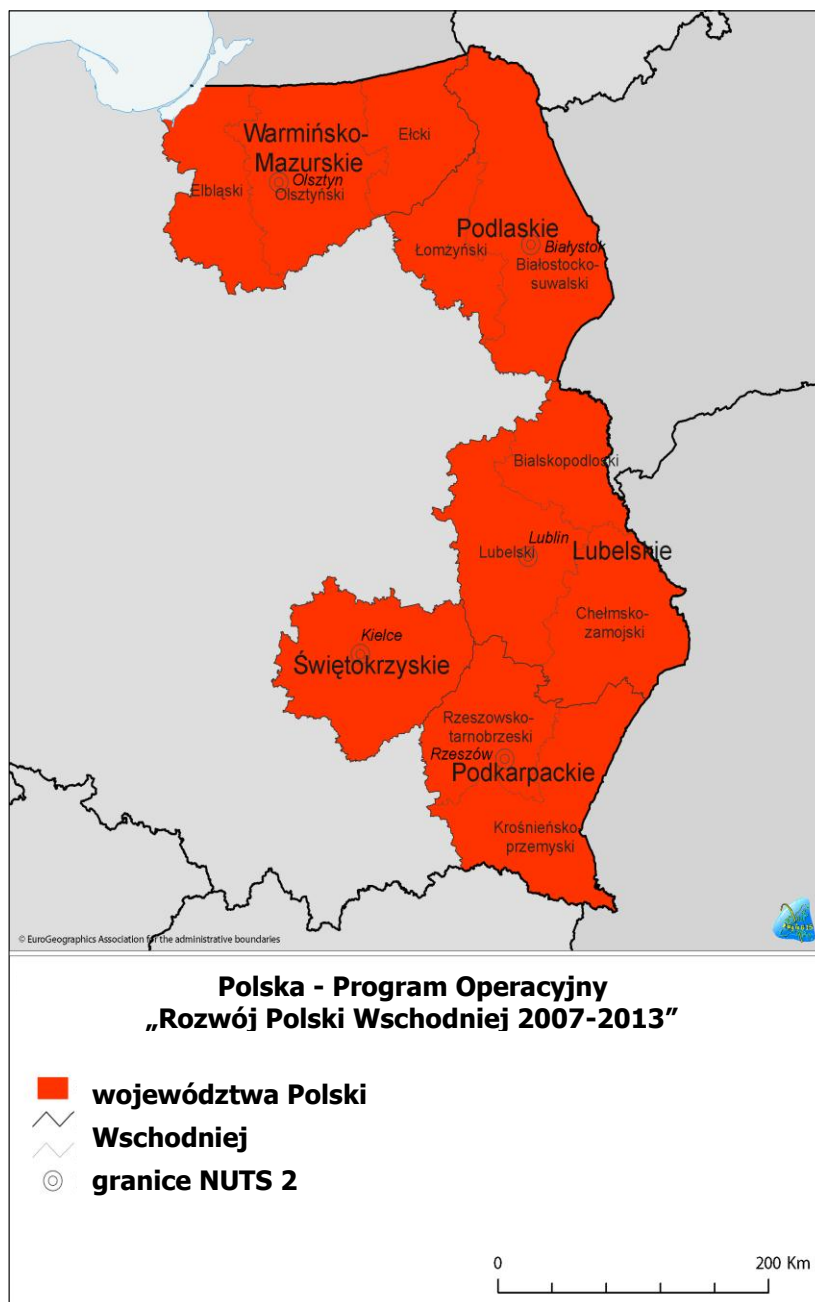 Warmińsko-
Mazurskie
Ełcki
Olsztyn
Elbląski
Olsztyński
Podlaskie
Łomżyński
Białystok
Białostocko-
suwalski
Bialskopodloski
Lublin
Lubelski
Lubelskie
Chełmsko-
zamojski
Kielce
Świętokrzyskie
Rzeszowsko-
tarnobrzeski
Rzeszów
Podkarpackie
Krośnieńsko-
przemyski
© EuroGeographics Association for the administrative boundaries
Polska - Program Operacyjny
„Rozwój Polski Wschodniej 2007-2013”
województwa Polski
Wschodniej
granice NUTS 2
0 200 Km